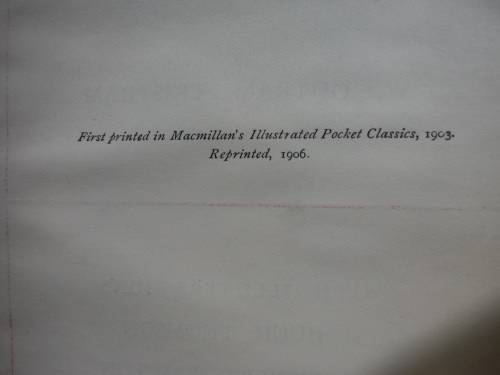 First printed in Macmillan's Illustrated Pocket Classics, 1903.
Reprinted, 1906.